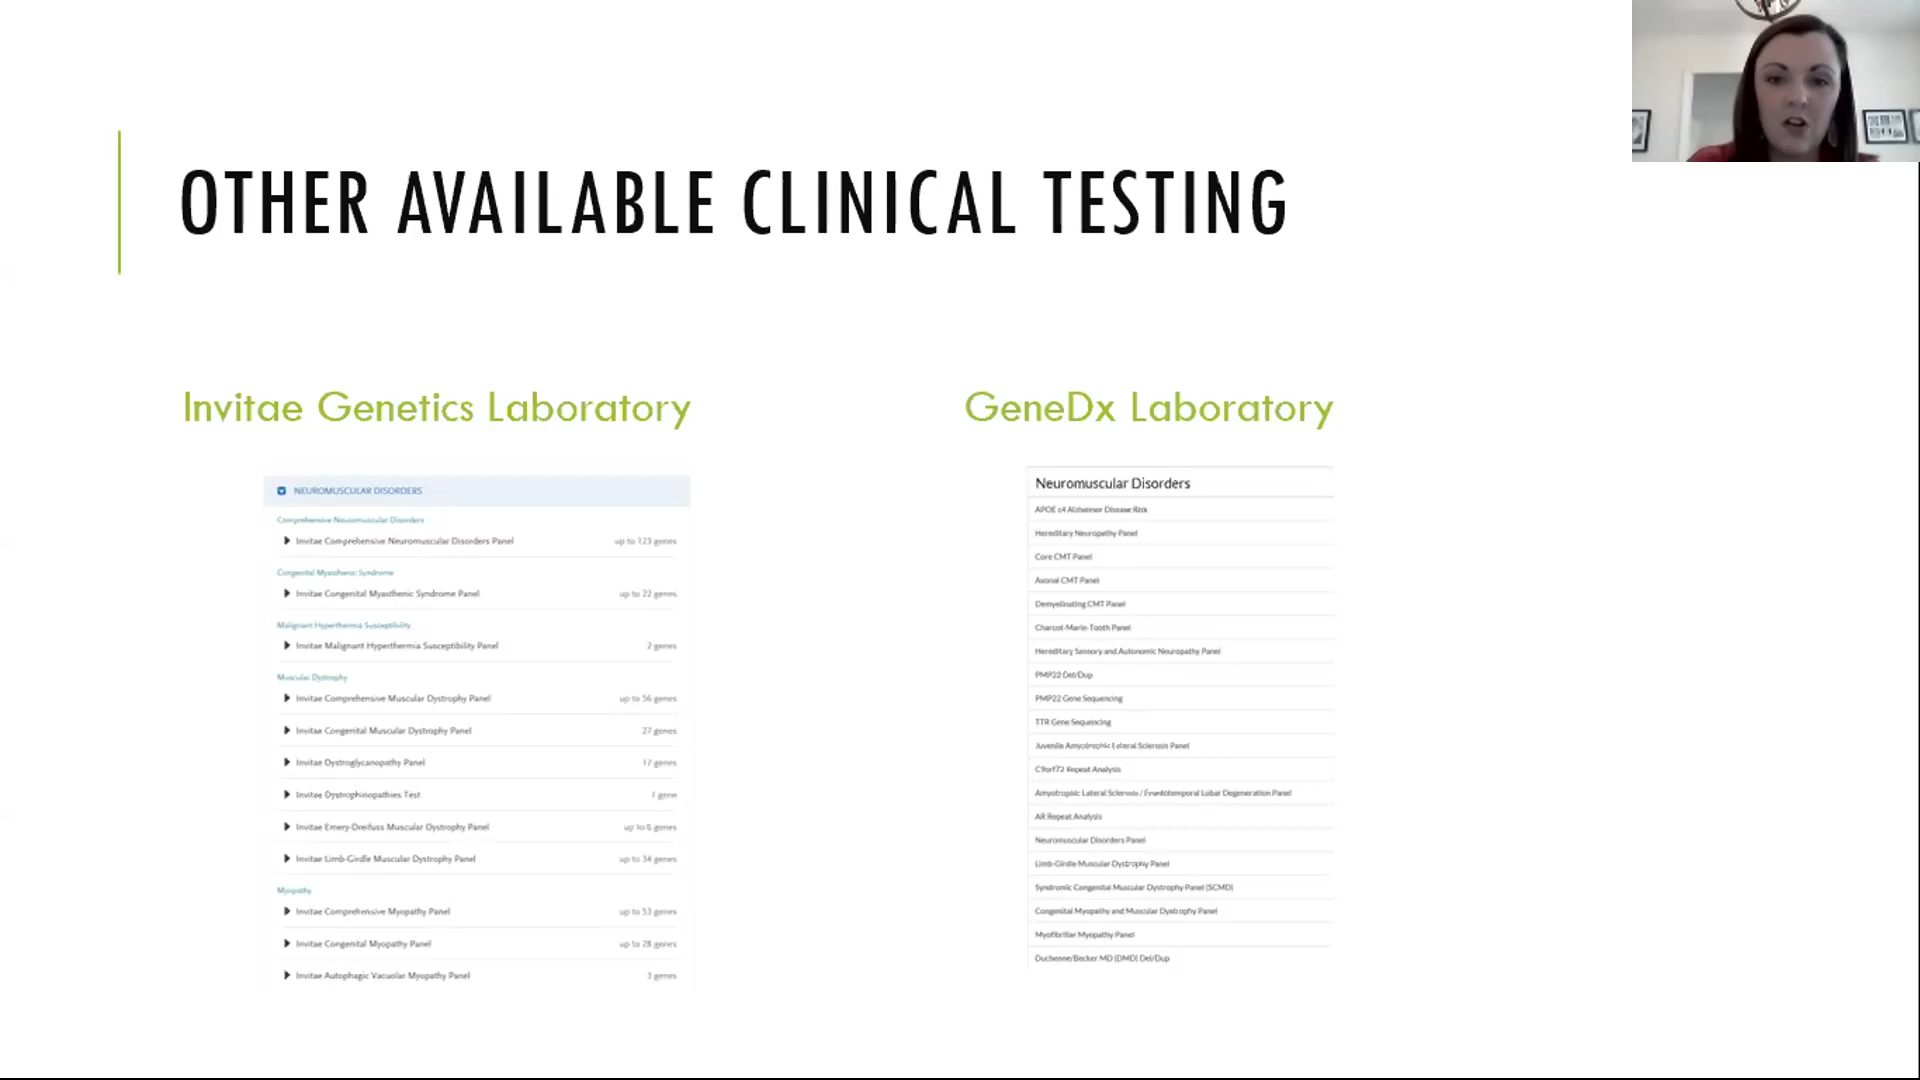 OTHER AVAILABLE CLINICAL TESTING
Invitae Genetics Laboratory
NEUROMUSCULAR DISORDERS
Comprehensive Neuromuscular Disorders
Invitae Comprehensive Neuromuscular Disorders Panel up to 123 genes
Congenital Myasthenic Syndrome
Invitae Congenital Myasthenic Syndrome Panel up to 22 genes
Malignant Hyperthermia Susceptibility
Invitae Malignant Hyperthermia Susceptibility Panel 2 genes
Muscular Dystrophy
Invitae Comprehensive Muscular Dystrophy Panel up to 56 genes
Invitae Congenital Muscular Dystrophy Panel 27 genes
Invitae Dystroglycanopathy Panel 17 genes
Invitae Dystrophinopathies Test 1 gene
Invitae Emery-Dreifuss Muscular Dystrophy Panel up to genes
Invitae Limb-Girdle Muscular Dystrophy Panel up to 34 genes
Myopathy
Invitae Comprehensive Myopathy Panel up to 53 genes
Invitae Congenital Myopathy Panel up to 28 genes
Invitae Autophagic Vacuolar Myopathy Panel 3 genes
GeneDx Laboratory
Neuromuscular Disorders
APOE ε4 Alzheimer Disease Risk
Hereditary Neuropathy Panel
Core CMT Panel
Axonal CMT Panel
Demyelinating CMT Panel
Charcot-Marie-Tooth Panel
Hereditary Sensory and Autonomic Neuropathy Panel
PMP22 Del/Dup
PMP22 Gene Sequencing
TTR Gene Sequencing
Juvenile Amyotrophic Lateral Sclerosis Panel
C9orf72 Repeat Analysis
Amyotrophic Lateral Sclerosis / Frontotemporal Lobar Degeneration Panel
AR Repeat Analysis
Neuromuscular Disorders Panel
Limb-Girdle Muscular Dystrophy Panel
Syndromic Congenital Muscular Dystrophy Panel (SCMD)
Congenital Myopathy and Muscular Dystrophy Panel
Myofibrillar Myopathy Panel
Duchenne/Becker MD (DMD) Del/Dup